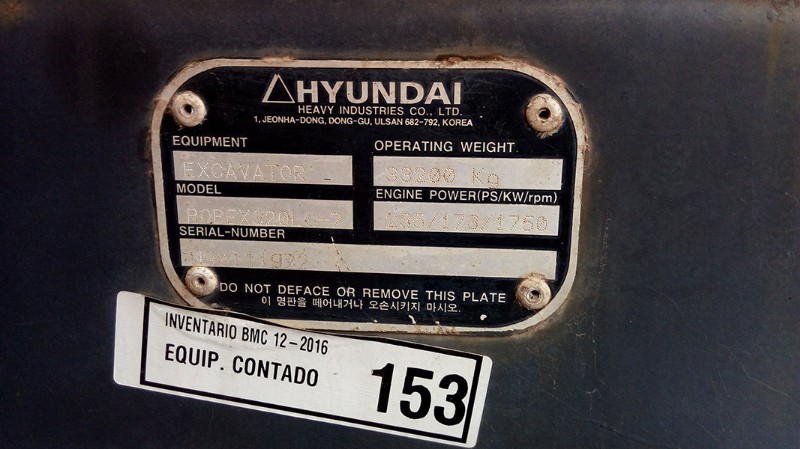 HYUNDAI
HEAVY INDUSTRIES CO., LTD.
1, JEONHA-DONG, DONG-GU, ULSAN 682-792, KOREA
EQUIPMENT
OPERATING WEIGHT
EXCAVATOR
Kg
MODEL
ENGINE POWER(PS/KW/rpm)
SERIAL-NUMBER
DO NOT DEFACE OR REMOVE THIS PLATE
이 명판을 떼어내거나 오손시키지 마시오.
INVENTARIO BMC 12-2016
EQUIP. CONTADO
153